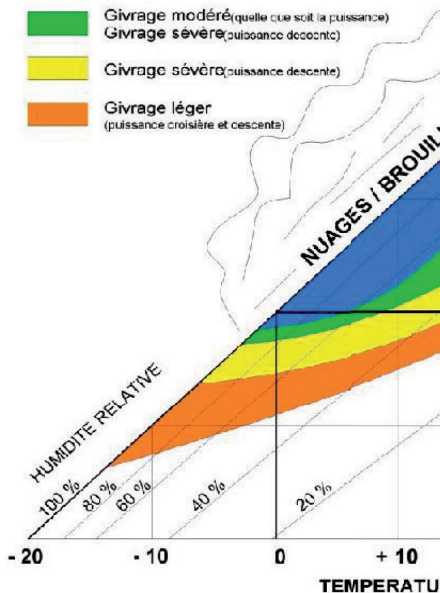 Givrage modéré(quelle que soit la puissance)
Givrage sévère(puissance descente)
Givrage sévère(puissance descente)
Givrage léger
(puissance croisière et descente)
NUAGES / BROUIL
HUMIDITE RELATIVE
100 %
80 %
60 %
40 %
20 %
- 20
- 10
0
+ 10
TEMPERATU